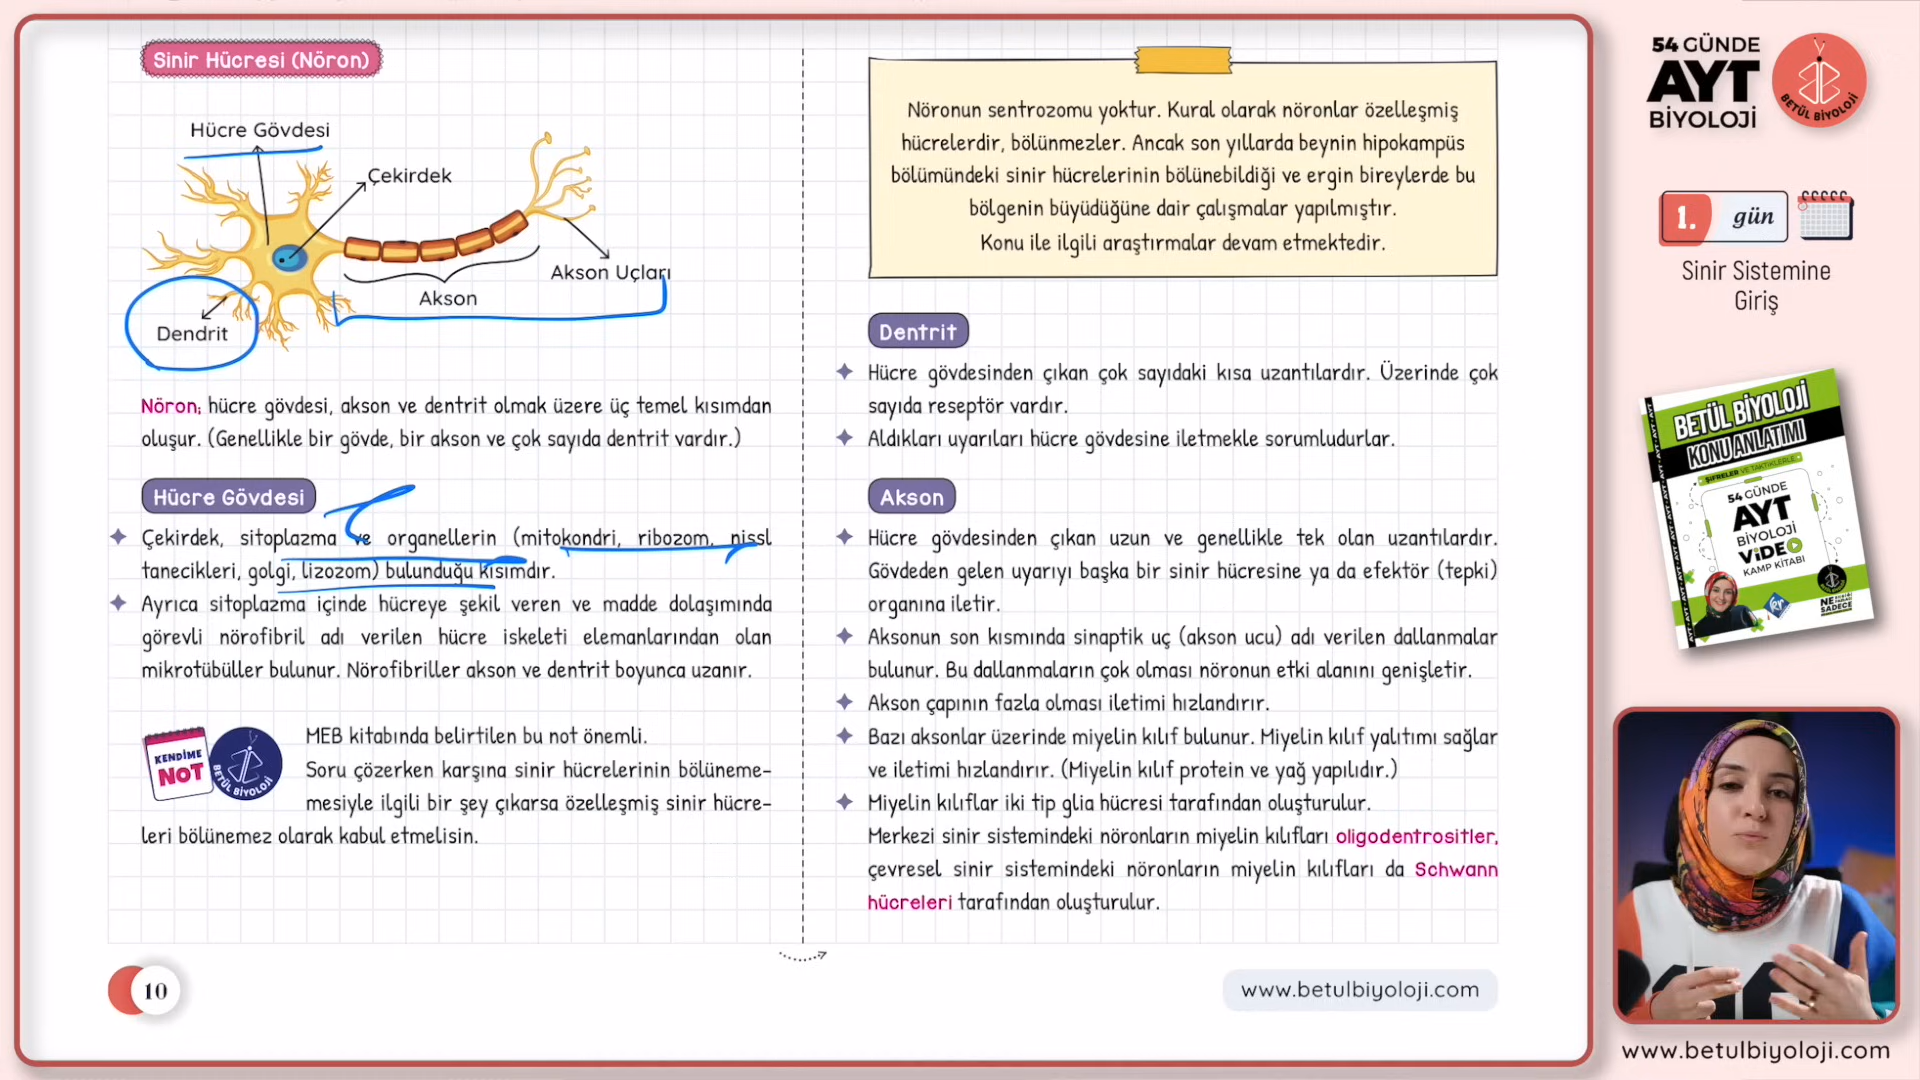 Sinir Hücresi (Nöron)
Hücre Gövdesi
Çekirdek
Akson Uçları
Akson
Dendrit
Nöron; hücre gövdesi, akson ve dentrit olmak üzere üç temel kısımdan
oluşur. (Genellikle bir gövde, bir akson ve çok sayıda dentrit vardır.)
Hücre Gövdesi
Çekirdek, sitoplazma ve organellerin (mitokondri, ribozom, nissl
tanecikleri, golgi, lizozom) bulunduğu kısımdır.
Ayrıca sitoplazma içinde hücreye şekil veren ve madde dolaşımında
görevli nörofibril adı verilen hücre iskeleti elemanlarından olan
mikrotübüller bulunur. Nörofibriller akson ve dentrit boyunca uzanır.
KENDİME
NOT
BETÜL BİYOLOJİ
MEB kitabında belirtilen bu not önemli.
Soru çözerken karşına sinir hücrelerinin bölüneme-
mesiyle ilgili bir şey çıkarsa özelleşmiş sinir hücre-
leri bölünemez olarak kabul etmelisin.
10
Nöronun sentrozomu yoktur. Kural olarak nöronlar özelleşmiş
hücrelerdir, bölünmezler. Ancak son yıllarda beynin hipokampüs
bölümündeki sinir hücrelerinin bölünebildiği ve ergin bireylerde bu
bölgenin büyüdüğüne dair çalışmalar yapılmıştır.
Konu ile ilgili araştırmalar devam etmektedir.
Dentrit
Hücre gövdesinden çıkan çok sayıdaki kısa uzantılardır. Üzerinde çok
sayıda reseptör vardır.
Aldıkları uyarıları hücre gövdesine iletmekle sorumludurlar.
Akson
Hücre gövdesinden çıkan uzun ve genellikle tek olan uzantılardır.
Gövdeden gelen uyarıyı başka bir sinir hücresine ya da efektör (tepki)
organına iletir.
Aksonun son kısmında sinaptik uç (akson ucu) adı verilen dallanmalar
bulunur. Bu dallanmaların çok olması nöronun etki alanını genişletir.
Akson çapının fazla olması iletimi hızlandırır.
Bazı aksonlar üzerinde miyelin kılıf bulunur. Miyelin kılıf yalıtımı sağlar
ve iletimi hızlandırır. (Miyelin kılıf protein ve yağ yapılıdır.)
Miyelin kılıflar iki tip glia hücresi tarafından oluşturulur.
Merkezi sinir sistemindeki nöronların miyelin kılıfları oligodentrositler,
çevresel sinir sistemindeki nöronların miyelin kılıfları da Schwann
hücreleri tarafından oluşturulur.
www.betulbiyoloji.com
54 GÜNDE
AYT
BİYOLOJİ
BETÜL BİYOLOJİ
1. gün
Sinir Sistemine
Giriş
BETÜL BİYOLOJİ
KONU ANLATIMI
ŞİFRELER VE TAKTİKLERLE
54 GÜNDE
AYT
BİYOLOJİ
VİDEO
KAMP KİTABI
www.betulbiyoloji.com